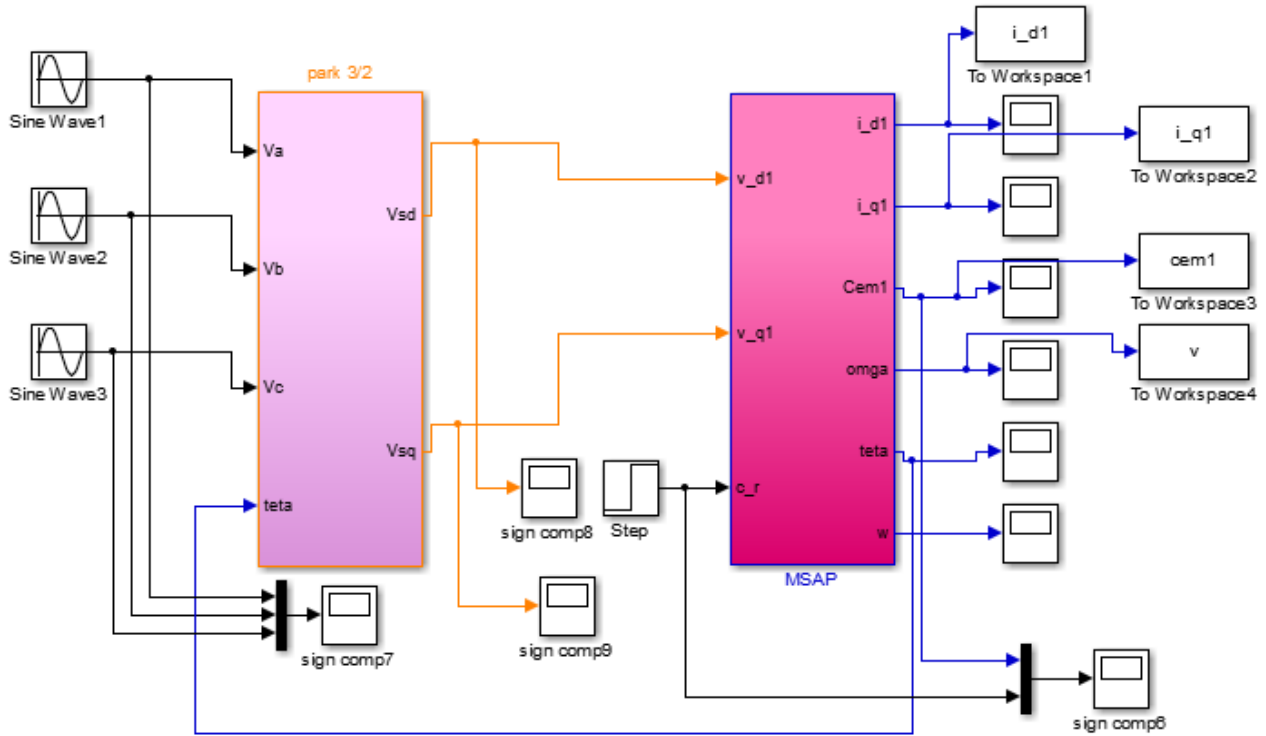 i_d1
To Workspace1
park 3/2
Sine Wave1
Va
Vsd
v_d1
i_d1
i_q1
To Workspace2
Sine Wave2
Vb
i_q1
cem1
To Workspace3
Cem1
v_q1
v
To Workspace4
Sine Wave3
Vc
omga
Vsq
teta
teta
sign comp8
Step
c_r
w
MSAP
sign comp7
sign comp9
sign comp6